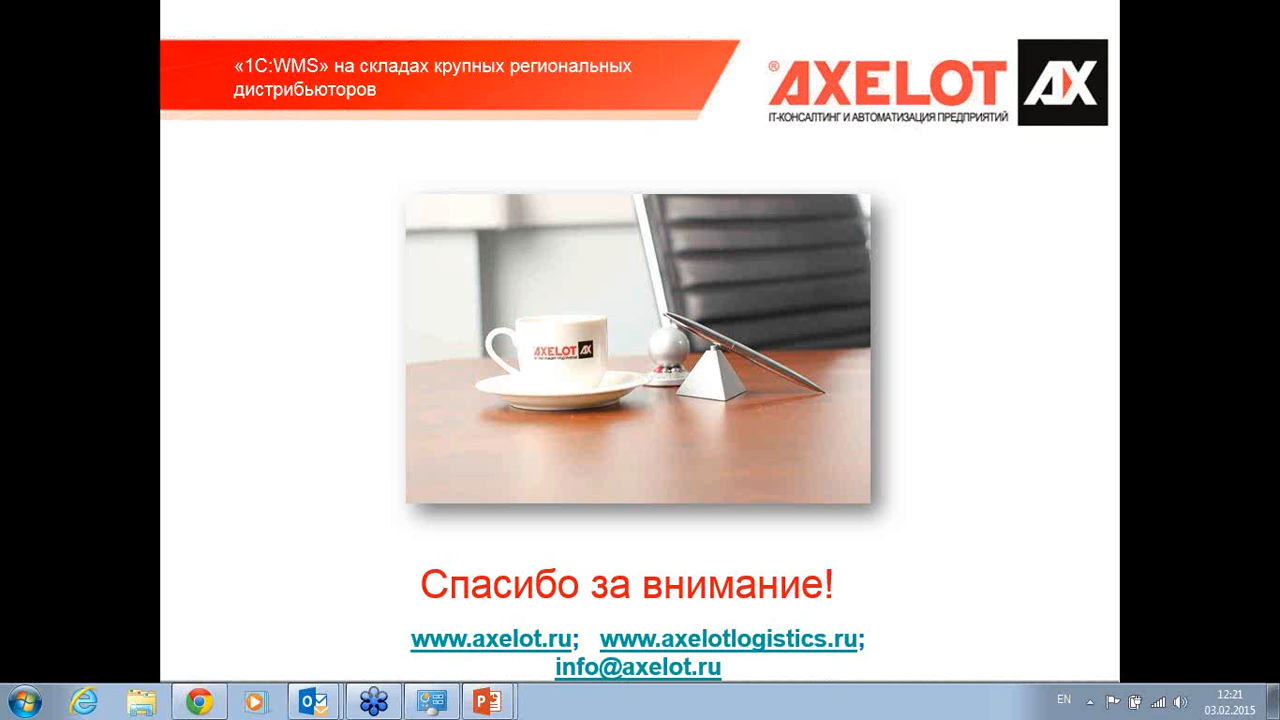 «1С:WMS» на складах крупных региональных
дистрибьюторов
® AXELOT AX
IT-КОНСАЛТИНГ И АВТОМАТИЗАЦИЯ ПРЕДПРИЯТИЙ
AXELOT AX
Спасибо за внимание!
www.axelot.ru; www.axelotlogistics.ru;
info@axelot.ru
EN
12:21
03.02.2015